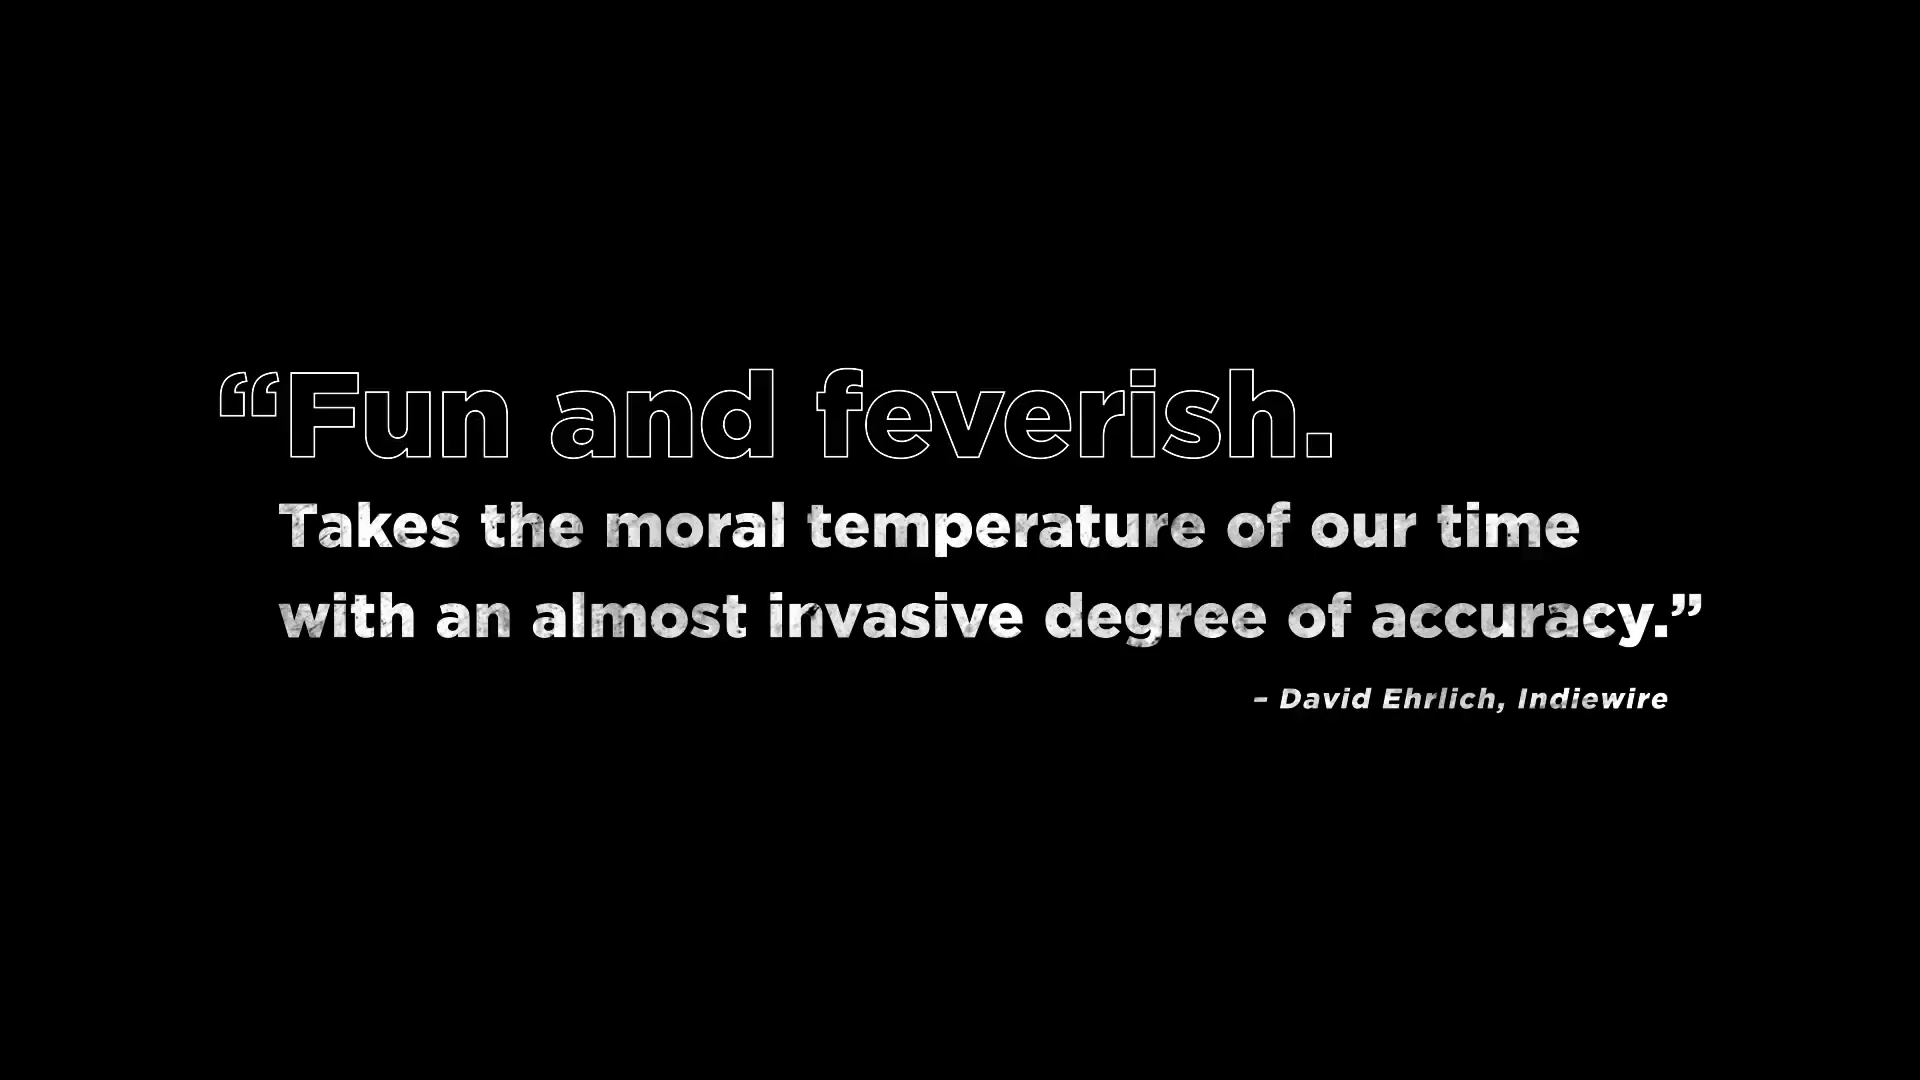 “Fun and feverish.
Takes the moral temperature of our time
with an almost invasive degree of accuracy.”
– David Ehrlich, Indiewire